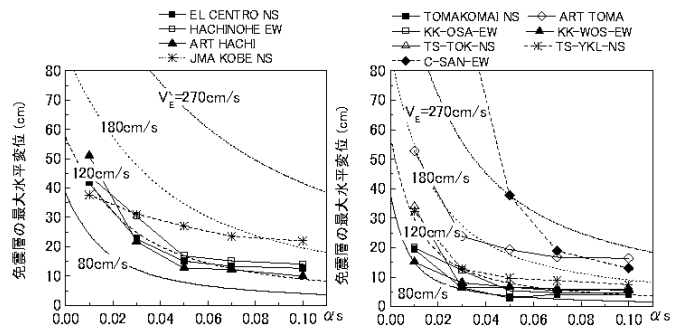 EL CENTRO NS
HACHINOHE EW
ART HACHI
JMA KOBE NS
免震層の最大水平変位 (cm)
80
70
60
50
40
30
20
10
0
VE=270cm/s
180cm/s
120cm/s
80cm/s
0.00 0.02 0.04 0.06 0.08 0.10 αs
TOMAKOMAI NS ART TOMA
KK-OSA-EW KK-WOS-EW
TS-TOK-NS TS-YKL-NS
C-SAN-EW
免震層の最大水平変位 (cm)
80
70
60
50
40
30
20
10
0
VE=270cm/s
180cm/s
120cm/s
80cm/s
0.00 0.02 0.04 0.06 0.08 0.10 αs